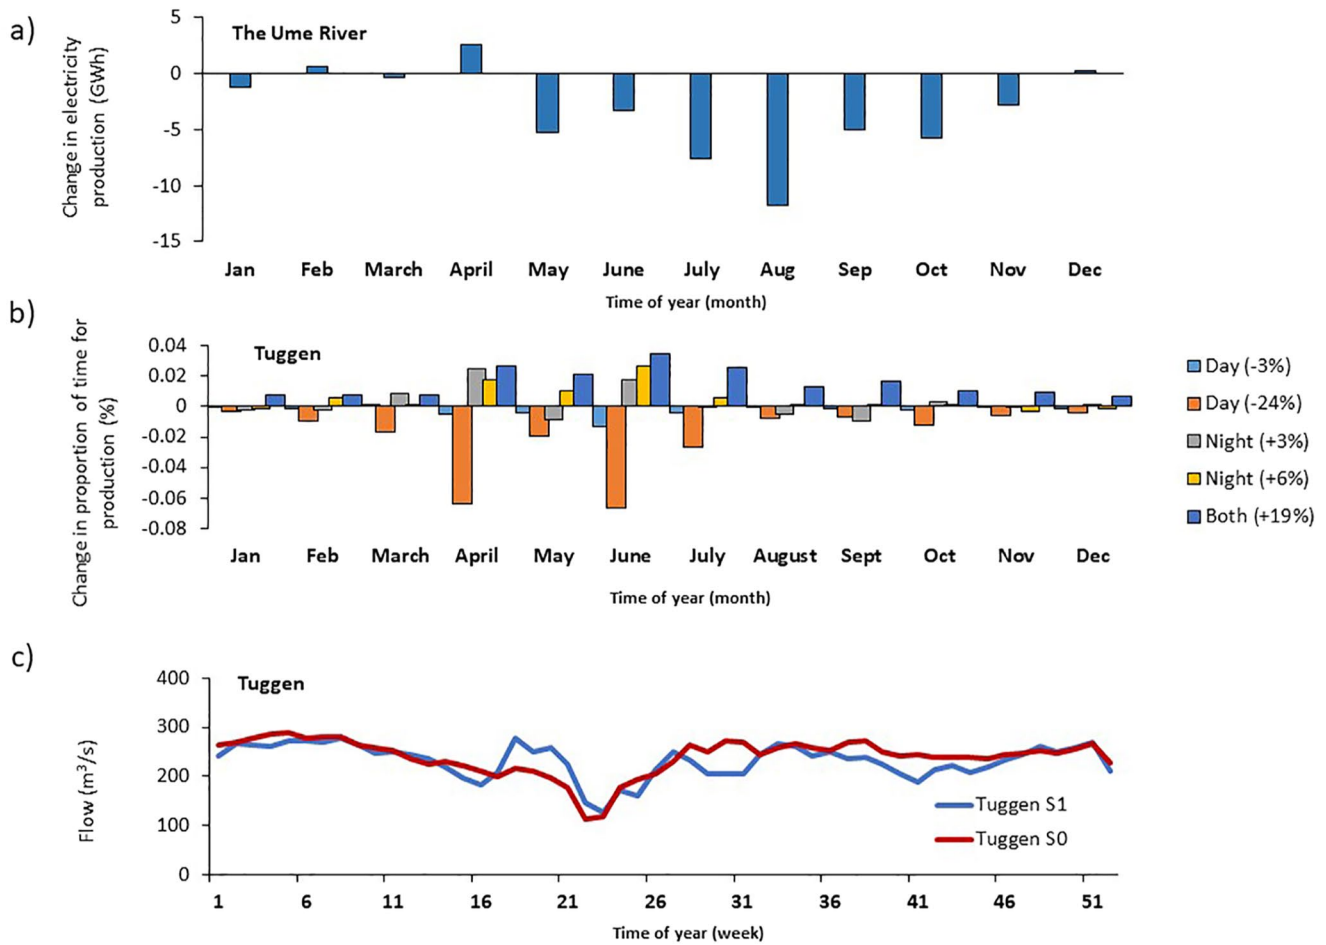 a)
Change in electricity
production (GWh)
The Ume River
5
0
-5
-10
-15
Jan Feb March April May June July Aug Sep Oct Nov Dec
Time of year (month)
b)
Change in proportion of time for
production (%)
Tuggen
0.04
0.02
0
-0.02
-0.04
-0.06
-0.08
Jan Feb March April May June July August Sept Oct Nov Dec
Time of year (month)
Day (-3%)
Day (-24%)
Night (+3%)
Night (+6%)
Both (+19%)
c)
Flow (m³/s)
Tuggen
400
300
200
100
0
Tuggen S1
Tuggen S0
1 6 11 16 21 26 31 36 41 46 51
Time of year (week)